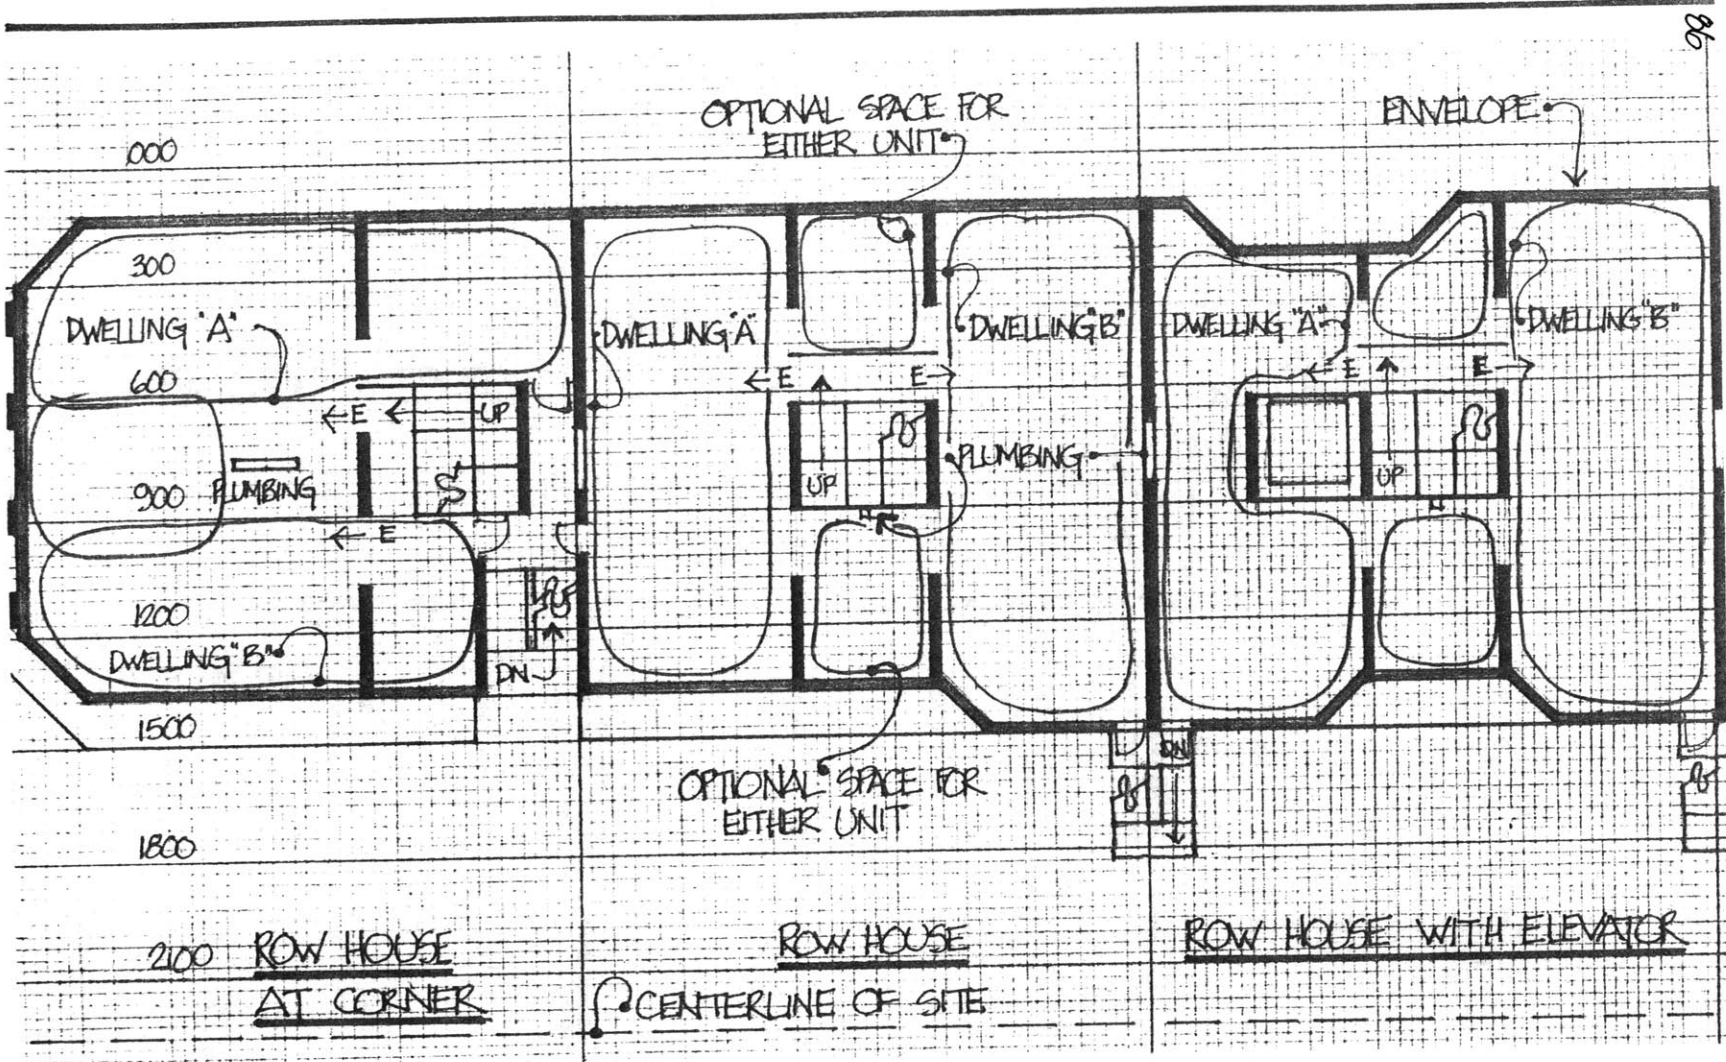 86
OPTIONAL SPACE FOR
EITHER UNIT
ENVELOPE
000
300
DWELLING "A"
DWELLING "A"
DWELLING "B"
DWELLING "A"
DWELLING "B"
600
E
UP
E
E
E
E
900
PLUMBING
UP
PLUMBING
UP
E
1200
DWELLING "B"
DN
1500
DN
OPTIONAL SPACE FOR
EITHER UNIT
1800
2100
ROW HOUSE
AT CORNER
ROW HOUSE
ROW HOUSE WITH ELEVATOR
CENTERLINE OF SITE